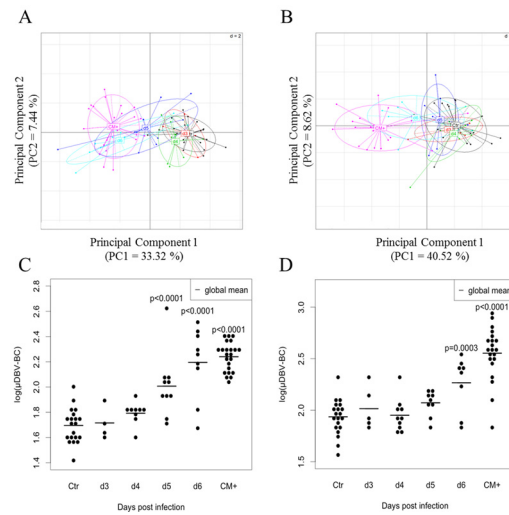 A
B
d = 2
d
Principal Component 2
(PC2 = 7.44 %)
Principal Component 2
(PC2 = 8.62 %)
Principal Component 1
(PC1 = 33.32 %)
Principal Component 1
(PC1 = 40.52 %)
C
D
global mean
p<0.0001
p<0.0001
p<0.0001
log(µDBV-BC)
2.8
2.6
2.4
2.2
2.0
1.8
1.6
1.4
Ctr d3 d4 d5 d6 CM+
Days post infection
global mean
p<0.0001
p=0.0003
log(µDBV-BC)
3.0
2.5
2.0
1.5
Ctr d3 d4 d5 d6 CM+
Days post infection